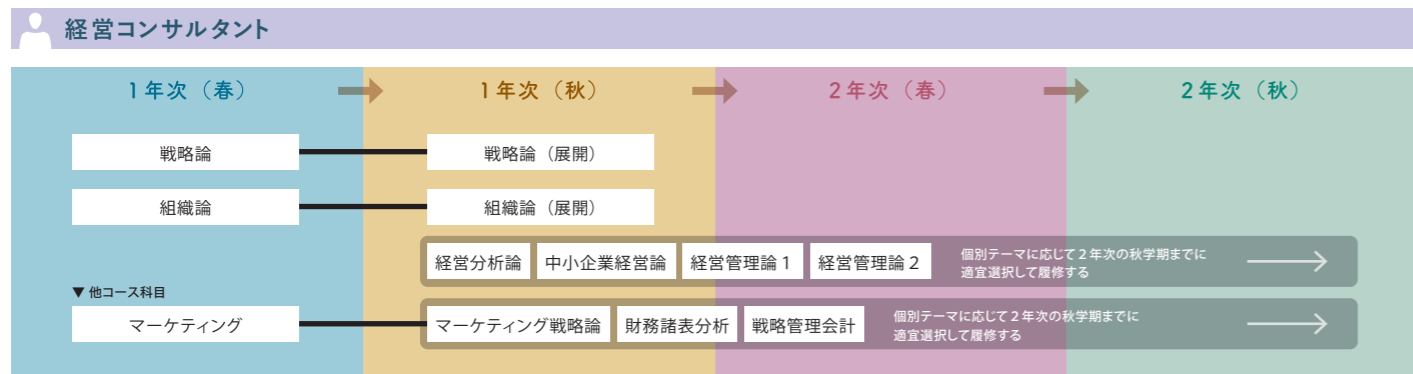 経営コンサルタント
1年次（春）
1年次（秋）
2年次（春）
2年次（秋）
戦略論
戦略論（展開）
組織論
組織論（展開）
経営分析論
中小企業経営論
経営管理論1
経営管理論2
個別テーマに応じて2年次の秋学期までに
適宜選択して履修する
▼他コース科目
マーケティング
マーケティング戦略論
財務諸表分析
戦略管理会計
個別テーマに応じて2年次の秋学期までに
適宜選択して履修する